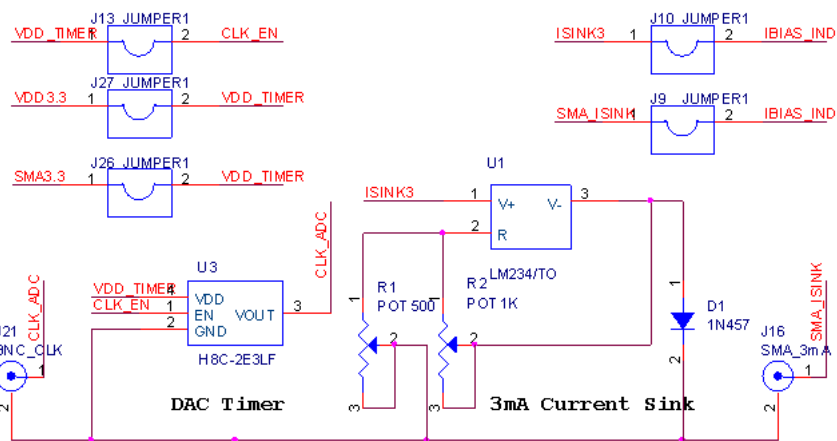 J13 JUMPER1
VDD_TIMER 1 2 CLK_EN
J27 JUMPER1
VDD3.3 1 2 VDD_TIMER
J26 JUMPER1
SMA3.3 1 2 VDD_TIMER
J10 JUMPER1
ISINK3 1 2 IBIAS_IND
J9 JUMPER1
SMA_ISINK 1 2 IBIAS_IND
U1
ISINK3 1 V+ V- 3
2 R
LM234/TO
CLK_ADC
U3
VDD_TIMER 4 VDD
CLK_EN 1 EN VOUT 3
2 GND
H8C-2E3LF
CLK_ADC
J21
BNC_CLK
1
2
DAC Timer
R1
POT 500
1
2
3
R2
POT 1K
1
2
3
3mA Current Sink
1
D1
1N457
2
SMA_ISINK
J16
SMA_3mA
1
2